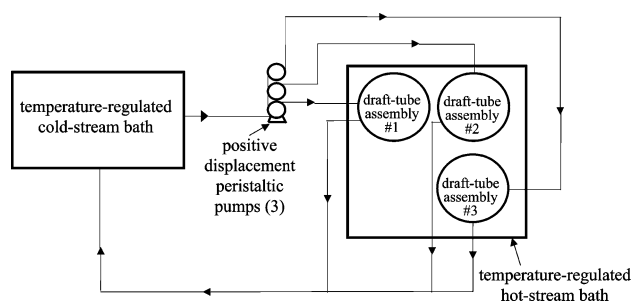 temperature-regulated
cold-stream bath
positive
displacement
peristaltic
pumps (3)
draft-tube
assembly
#1
draft-tube
assembly
#2
draft-tube
assembly
#3
temperature-regulated
hot-stream bath